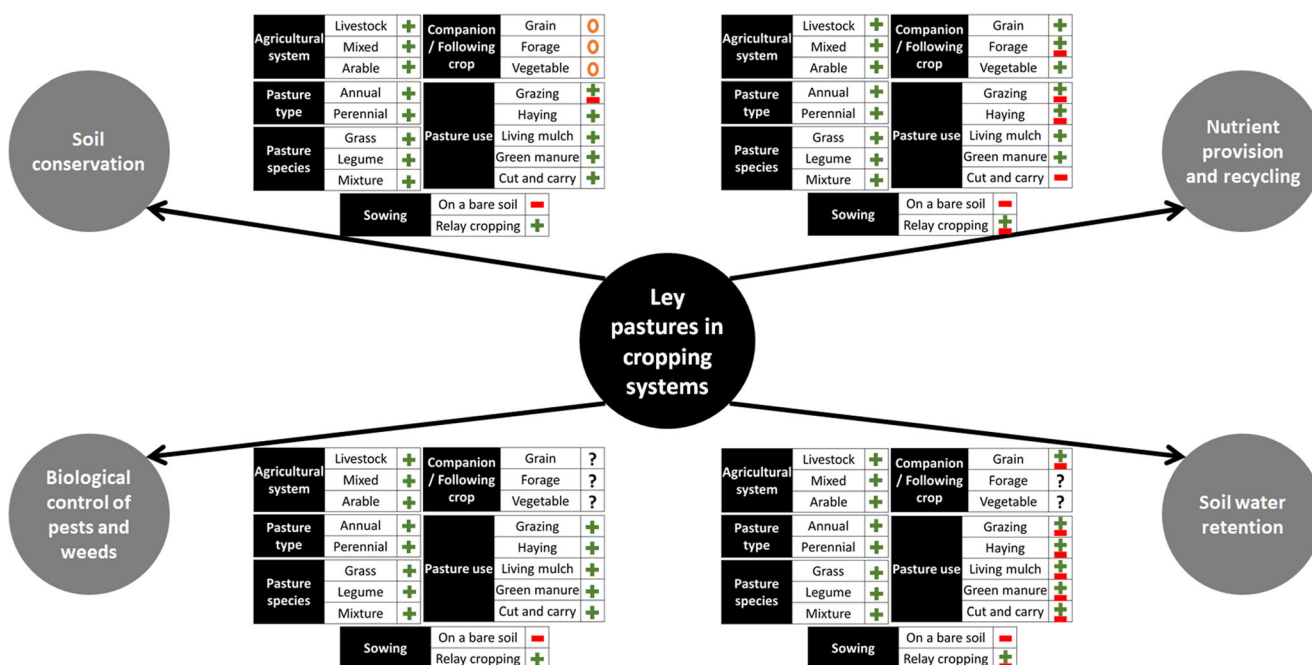 Soil
conservation
Agricultural
system
Livestock +
Mixed +
Arable +
Pasture
type
Annual +
Perennial +
Pasture
species
Grass +
Legume +
Mixture +
Companion
/ Following
crop
Grain O
Forage O
Vegetable O
Pasture use
Grazing + -
Haying +
Living mulch +
Green manure +
Cut and carry +
Sowing
On a bare soil -
Relay cropping +
Agricultural
system
Livestock +
Mixed +
Arable +
Pasture
type
Annual +
Perennial +
Pasture
species
Grass +
Legume +
Mixture +
Companion
/ Following
crop
Grain +
Forage + -
Vegetable +
Pasture use
Grazing + -
Haying + -
Living mulch +
Green manure +
Cut and carry -
Sowing
On a bare soil -
Relay cropping + -
Nutrient
provision
and recycling
Ley
pastures in
cropping
systems
Biological
control of
pests and
weeds
Agricultural
system
Livestock +
Mixed +
Arable +
Pasture
type
Annual +
Perennial +
Pasture
species
Grass +
Legume +
Mixture +
Companion
/ Following
crop
Grain ?
Forage ?
Vegetable ?
Pasture use
Grazing +
Haying +
Living mulch +
Green manure +
Cut and carry +
Sowing
On a bare soil -
Relay cropping +
Agricultural
system
Livestock +
Mixed +
Arable +
Pasture
type
Annual +
Perennial +
Pasture
species
Grass +
Legume +
Mixture +
Companion
/ Following
crop
Grain + -
Forage ?
Vegetable ?
Pasture use
Grazing + -
Haying + -
Living mulch + -
Green manure + -
Cut and carry + -
Sowing
On a bare soil -
Relay cropping + -
Soil water
retention